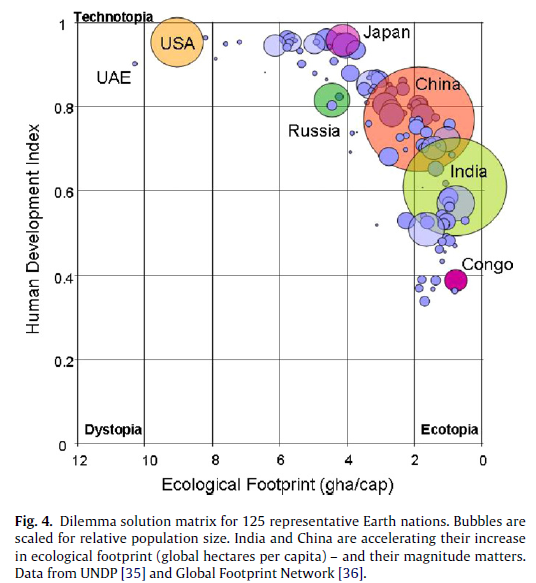 Technotopia
1
USA
Japan
UAE
China
0.8
Russia
India
0.6
Human Development Index
0.4
Congo
0.2
Dystopia
Ecotopia
0
12 10 8 6 4 2 0
Ecological Footprint (gha/cap)
Fig. 4. Dilemma solution matrix for 125 representative Earth nations. Bubbles are
scaled for relative population size. India and China are accelerating their increase
in ecological footprint (global hectares per capita) – and their magnitude matters.
Data from UNDP [35] and Global Footprint Network [36].